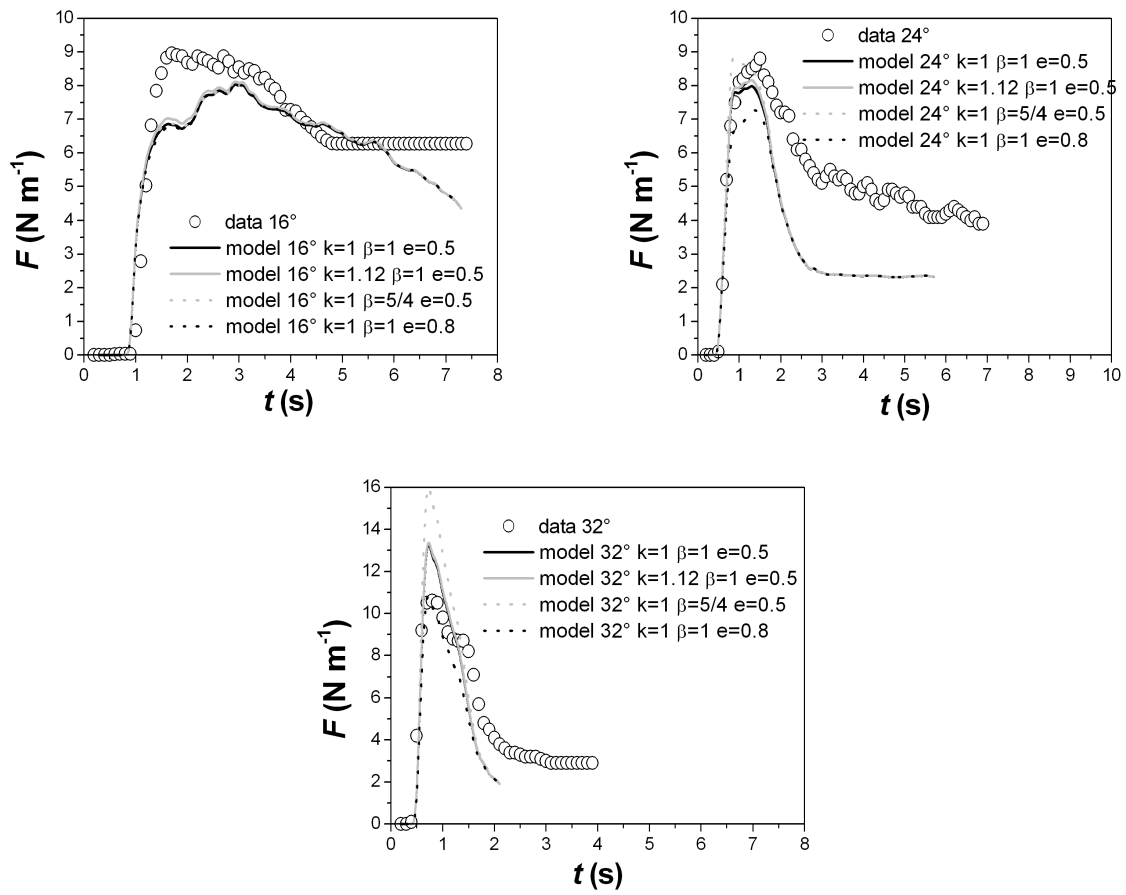 10
9
8
7
6
5
4
3
2
1
0
F (N m-1)
data 16°
model 16° k=1 β=1 e=0.5
model 16° k=1.12 β=1 e=0.5
model 16° k=1 β=5/4 e=0.5
model 16° k=1 β=1 e=0.8
0 1 2 3 4 5 6 7 8
t (s)
10
9
8
7
6
5
4
3
2
1
0
F (N m-1)
data 24°
model 24° k=1 β=1 e=0.5
model 24° k=1.12 β=1 e=0.5
model 24° k=1 β=5/4 e=0.5
model 24° k=1 β=1 e=0.8
0 1 2 3 4 5 6 7 8 9 10
t (s)
16
14
12
10
8
6
4
2
0
F (N m-1)
data 32°
model 32° k=1 β=1 e=0.5
model 32° k=1.12 β=1 e=0.5
model 32° k=1 β=5/4 e=0.5
model 32° k=1 β=1 e=0.8
0 1 2 3 4 5 6 7 8
t (s)